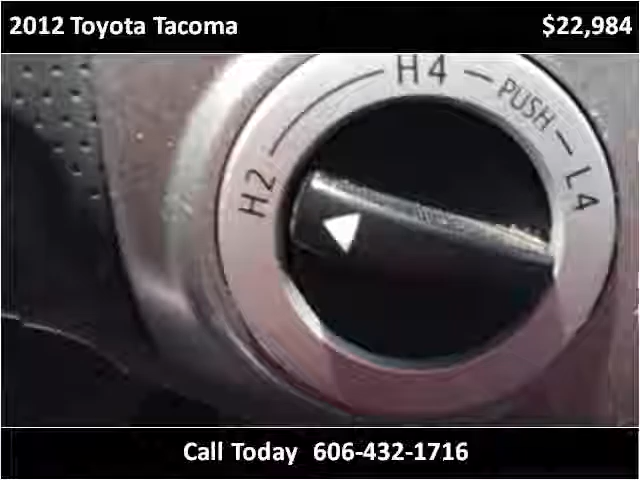 2012 Toyota Tacoma $22,984
H4
PUSH
H2
L4
Call Today 606-432-1716